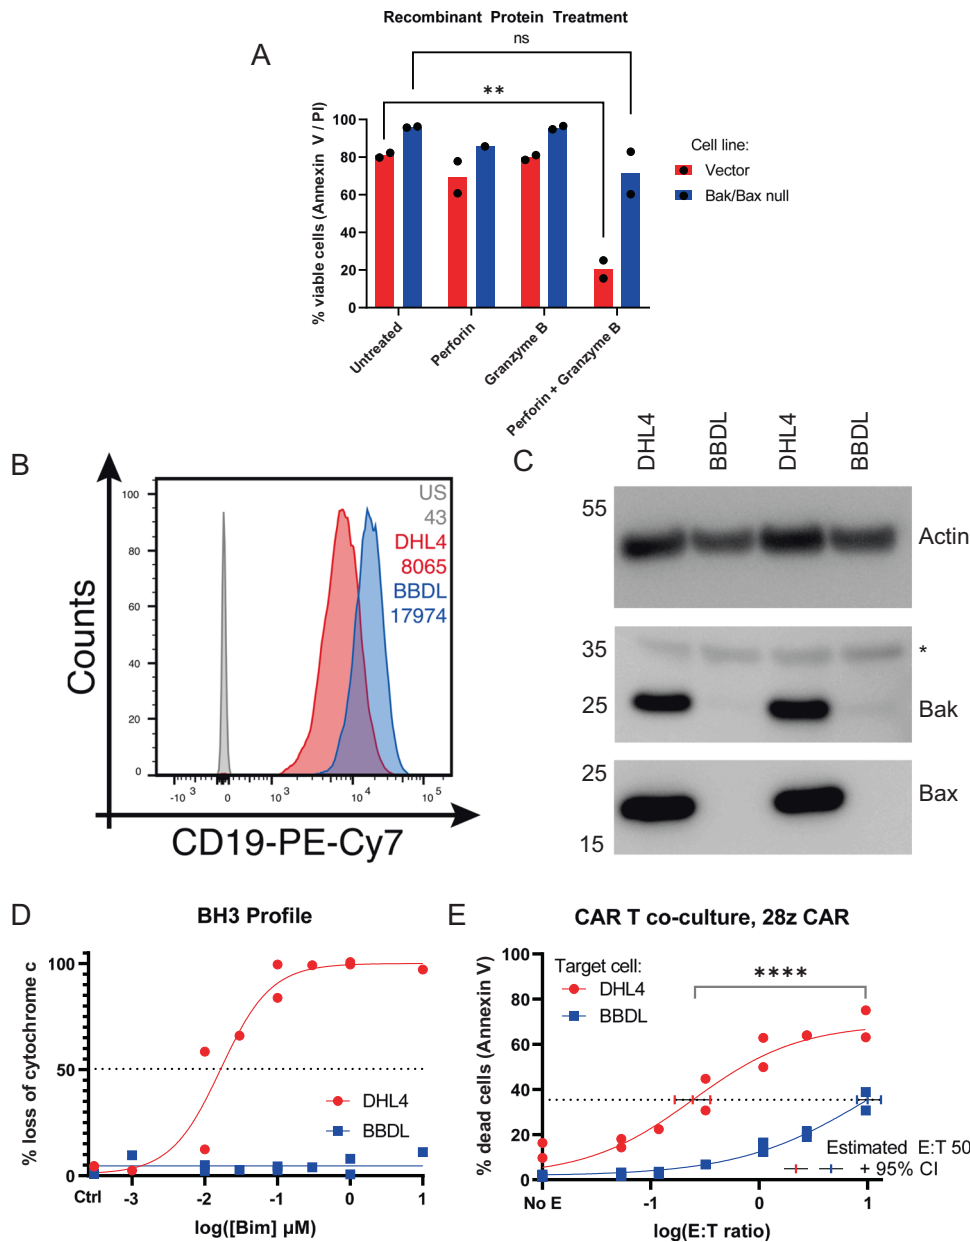 Recombinant Protein Treatment
A
ns
**
% viable cells (Annexin V / PI)
100
80
60
40
20
0
Untreated
Perforin
Granzyme B
Perforin + Granzyme B
Cell line:
Vector
Bak/Bax null
B
Counts
100
80
60
40
20
0
US
43
DHL4
8065
BBDL
17974
-10 3
0
10 3
10 4
10 5
CD19-PE-Cy7
C
DHL4
BBDL
DHL4
BBDL
55
Actin
35
*
25
Bak
25
Bax
15
D
BH3 Profile
% loss of cytochrome c
100
50
0
DHL4
BBDL
Ctrl
-3
-2
-1
0
1
log([Bim] µM)
E
CAR T co-culture, 28z CAR
% dead cells (Annexin V)
100
80
60
40
20
0
Target cell:
DHL4
BBDL
****
Estimated E:T 50
+ 95% CI
No E
-1
0
1
log(E:T ratio)